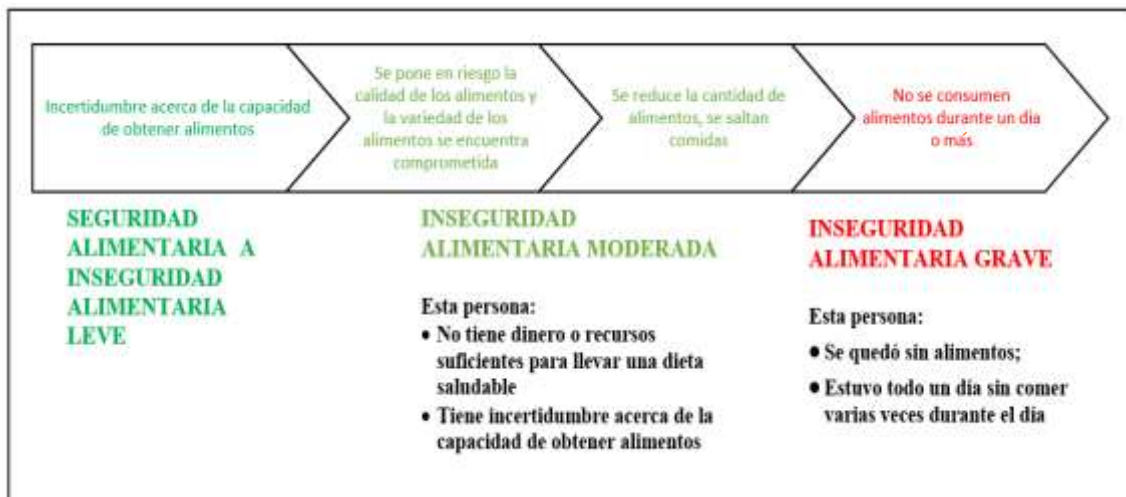 Incertidumbre acerca de la capacidad
de obtener alimentos
Se pone en riesgo la
calidad de los alimentos y
la variedad de los
alimentos se encuentra
comprometida
Se reduce la cantidad de
alimentos, se saltan
comidas
No se consumen
alimentos durante un dia
o más
SEGURIDAD
ALIMENTARIA A
INSEGURIDAD
ALIMENTARIA
LEVE
INSEGURIDAD
ALIMENTARIA MODERADA
Esta persona:
• No tiene dinero o recursos
suficientes para llevar una dieta
saludable
• Tiene incertidumbre acerca de la
capacidad de obtener alimentos
INSEGURIDAD
ALIMENTARIA GRAVE
Esta persona:
• Se quedó sin alimentos;
• Estuvo todo un día sin comer
varias veces durante el día